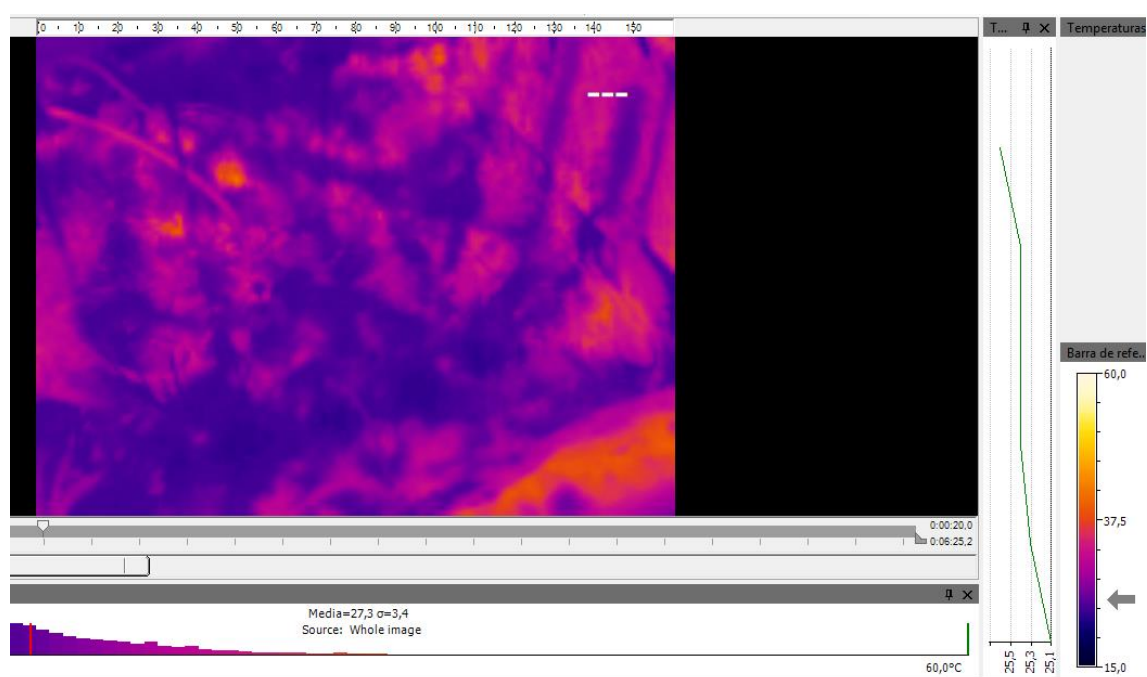 0 10 20 30 40 50 60 70 80 90 100 110 120 130 140 150
T...
Temperaturas
Barra de refe..
60,0
37,5
15,0
0:00:20,0
0:06:25,2
Media=27,3 σ=3,4
Source: Whole image
60,0°C
25,5
25,3
25,1